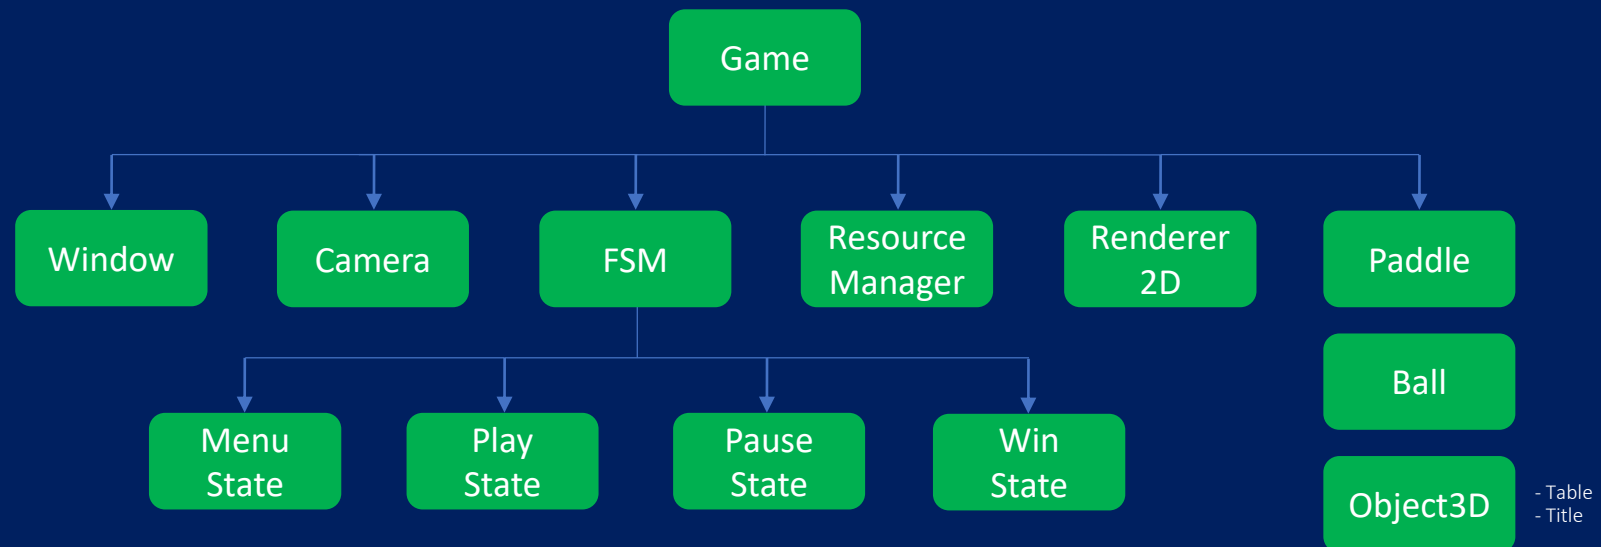 Game
Window
Camera
FSM
Resource
Manager
Renderer
2D
Paddle
Ball
Menu
State
Play
State
Pause
State
Win
State
Object3D
- Table
- Title